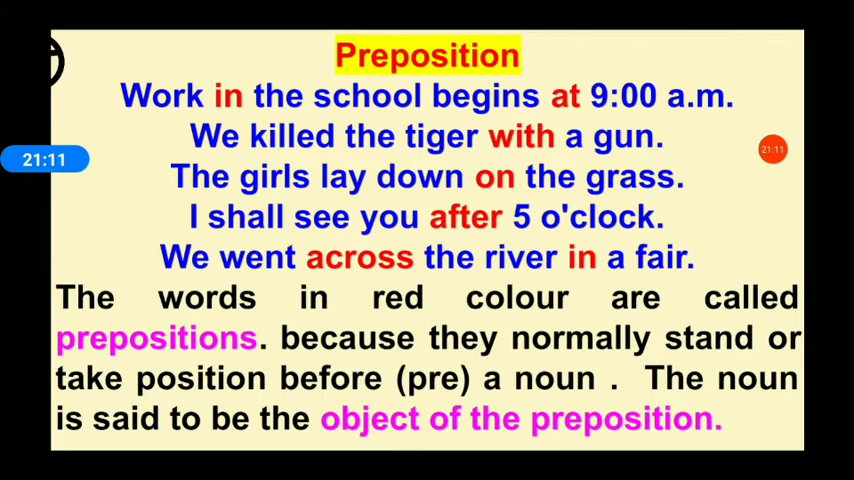 Preposition
Work in the school begins at 9:00 a.m.
We killed the tiger with a gun.
21:11
21:11
The girls lay down on the grass.
I shall see you after 5 o'clock.
We went across the river in a fair.
The words in red colour are called
prepositions. because they normally stand or
take position before (pre) a noun . The noun
is said to be the object of the preposition.